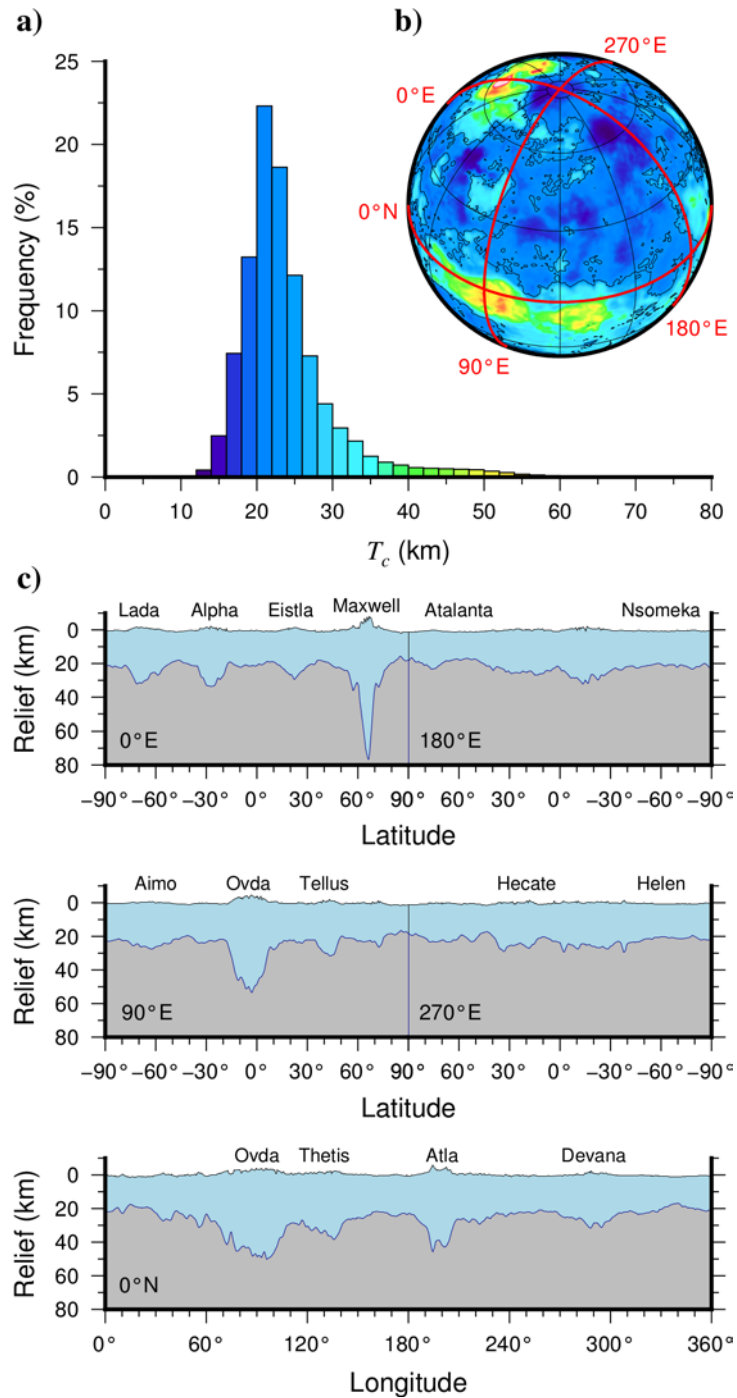 a)
b)
270°E
0°E
0°N
180°E
90°E
25
20
15
10
5
0
Frequency (%)
0 10 20 30 40 50 60 70 80
T_c (km)
c)
Lada Alpha Eistla Maxwell Atalanta Nsomeka
0
20
40
60
80
Relief (km)
0°E 180°E
−90° −60° −30° 0° 30° 60° 90° 60° 30° 0° −30° −60° −90°
Latitude
Aimo Ovda Tellus Hecate Helen
0
20
40
60
80
Relief (km)
90°E 270°E
−90° −60° −30° 0° 30° 60° 90° 60° 30° 0° −30° −60° −90°
Latitude
Ovda Thetis Atla Devana
0
20
40
60
80
Relief (km)
0°N
0° 60° 120° 180° 240° 300° 360°
Longitude